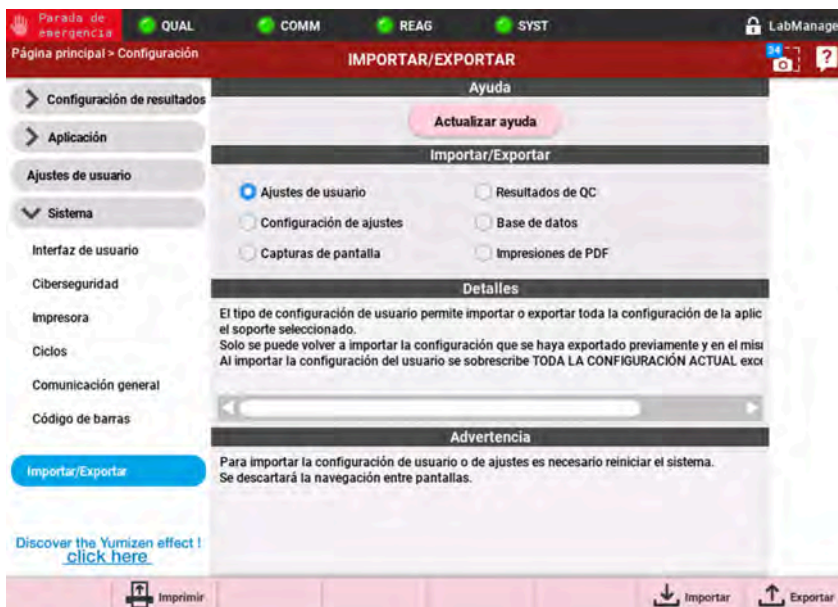 Parada de
emergencia
QUAL
COMM
REAG
SYST
LabManage
Página principal > Configuración
IMPORTAR/EXPORTAR
34
?
Configuración de resultados
Aplicación
Ajustes de usuario
Sistema
Interfaz de usuario
Ciberseguridad
Impresora
Ciclos
Comunicación general
Código de barras
Importar/Exportar
Discover the Yumizen effect !
click here
Ayuda
Actualizar ayuda
Importar/Exportar
Ajustes de usuario
Resultados de QC
Configuración de ajustes
Base de datos
Capturas de pantalla
Impresiones de PDF
Detalles
El tipo de configuración de usuario permite importar o exportar toda la configuración de la aplic
el soporte seleccionado.
Solo se puede volver a importar la configuración que se haya exportado previamente y en el misi
Al importar la configuración del usuario se sobrescribe TODA LA CONFIGURACIÓN ACTUAL exce
Advertencia
Para importar la configuración de usuario o de ajustes es necesario reiniciar el sistema.
Se descartará la navegación entre pantallas.
Imprimir
Importar
Exportar